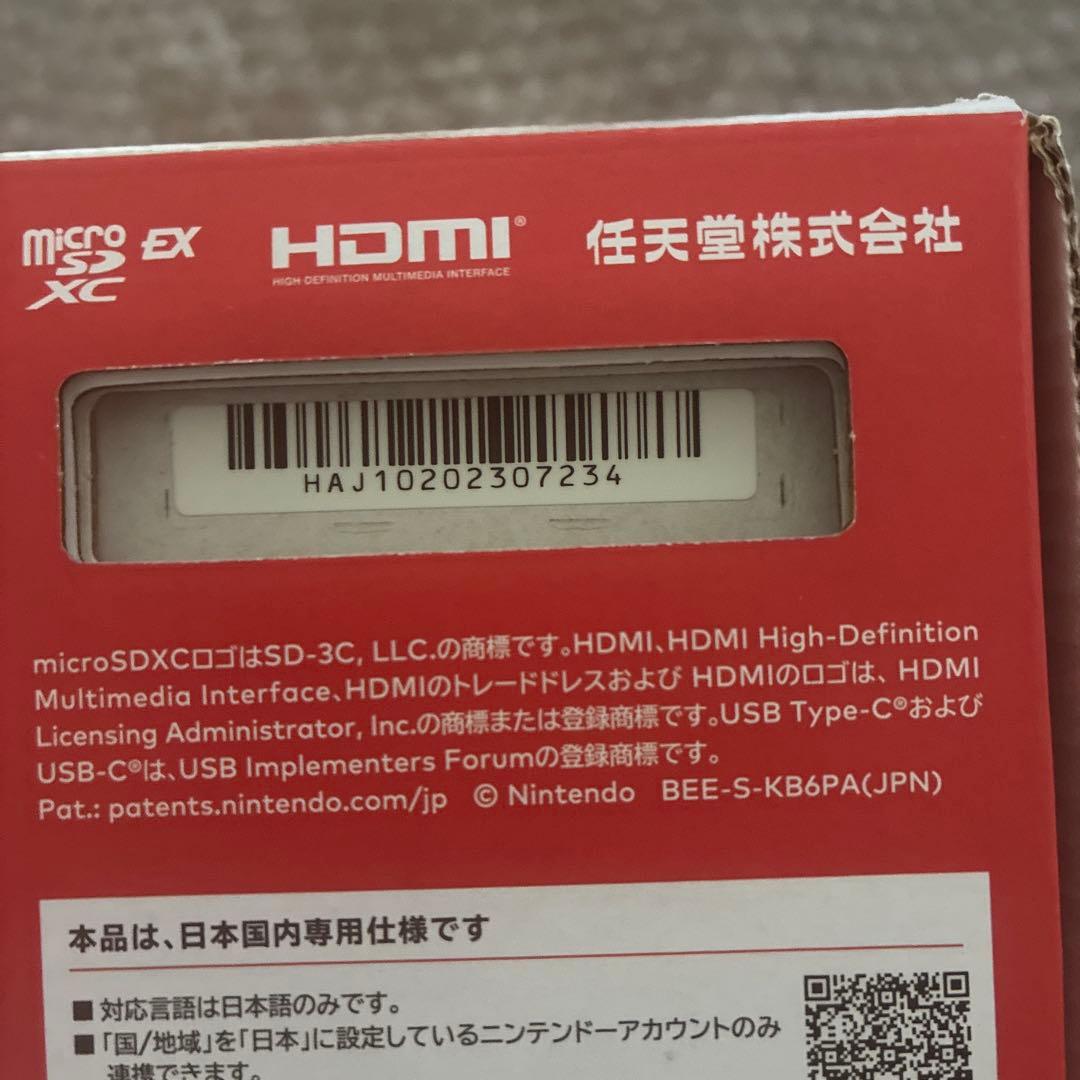 micro SD XC EX
HDMI®
HIGH-DEFINITION MULTIMEDIA INTERFACE
任天堂株式会社
HAJ10202307234
microSDXCロゴはSD-3C, LLC.の商標です。HDMI、HDMI High-Definition
Multimedia Interface、HDMIのトレードドレスおよび HDMIのロゴは、HDMI
Licensing Administrator, Inc.の商標または登録商標です。USB Type-C®および
USB-C®は、USB Implementers Forumの登録商標です。
Pat.: patents.nintendo.com/jp © Nintendo BEE-S-KB6PA(JPN)
本品は、日本国内専用仕様です
■ 対応言語は日本語のみです。
■ 「国/地域」を「日本」に設定しているニンテンドーアカウントのみ
連携できます。